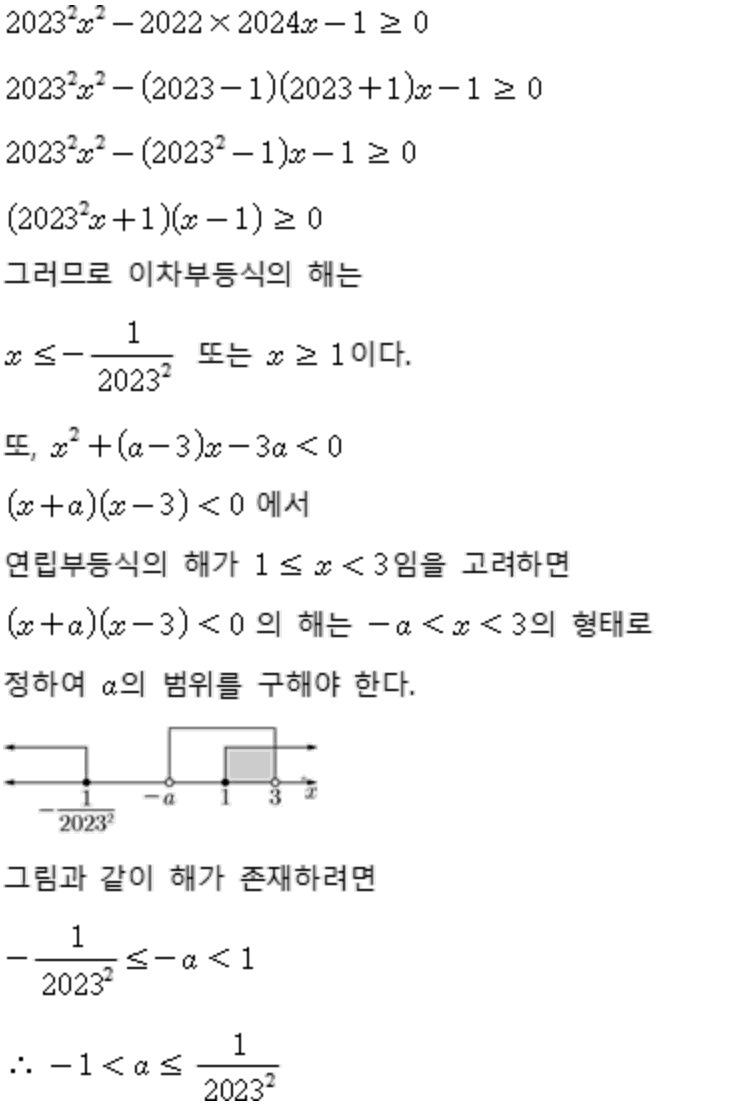 2023²x² − 2022 × 2024x − 1 ≥ 0
2023²x² − (2023 − 1)(2023 + 1)x − 1 ≥ 0
2023²x² − (2023² − 1)x − 1 ≥ 0
(2023²x + 1)(x − 1) ≥ 0
그러므로 이차부등식의 해는
x ≤ − 1/2023² 또는 x ≥ 1이다.
또, x² + (a − 3)x − 3a < 0
(x + a)(x − 3) < 0 에서
연립부등식의 해가 1 ≤ x < 3임을 고려하면
(x + a)(x − 3) < 0 의 해는 − a < x < 3의 형태로
정하여 a의 범위를 구해야 한다.
− 1/2023² − a 1 3 x
그림과 같이 해가 존재하려면
− 1/2023² ≤ − a < 1
∴ − 1 < a ≤ 1/2023²